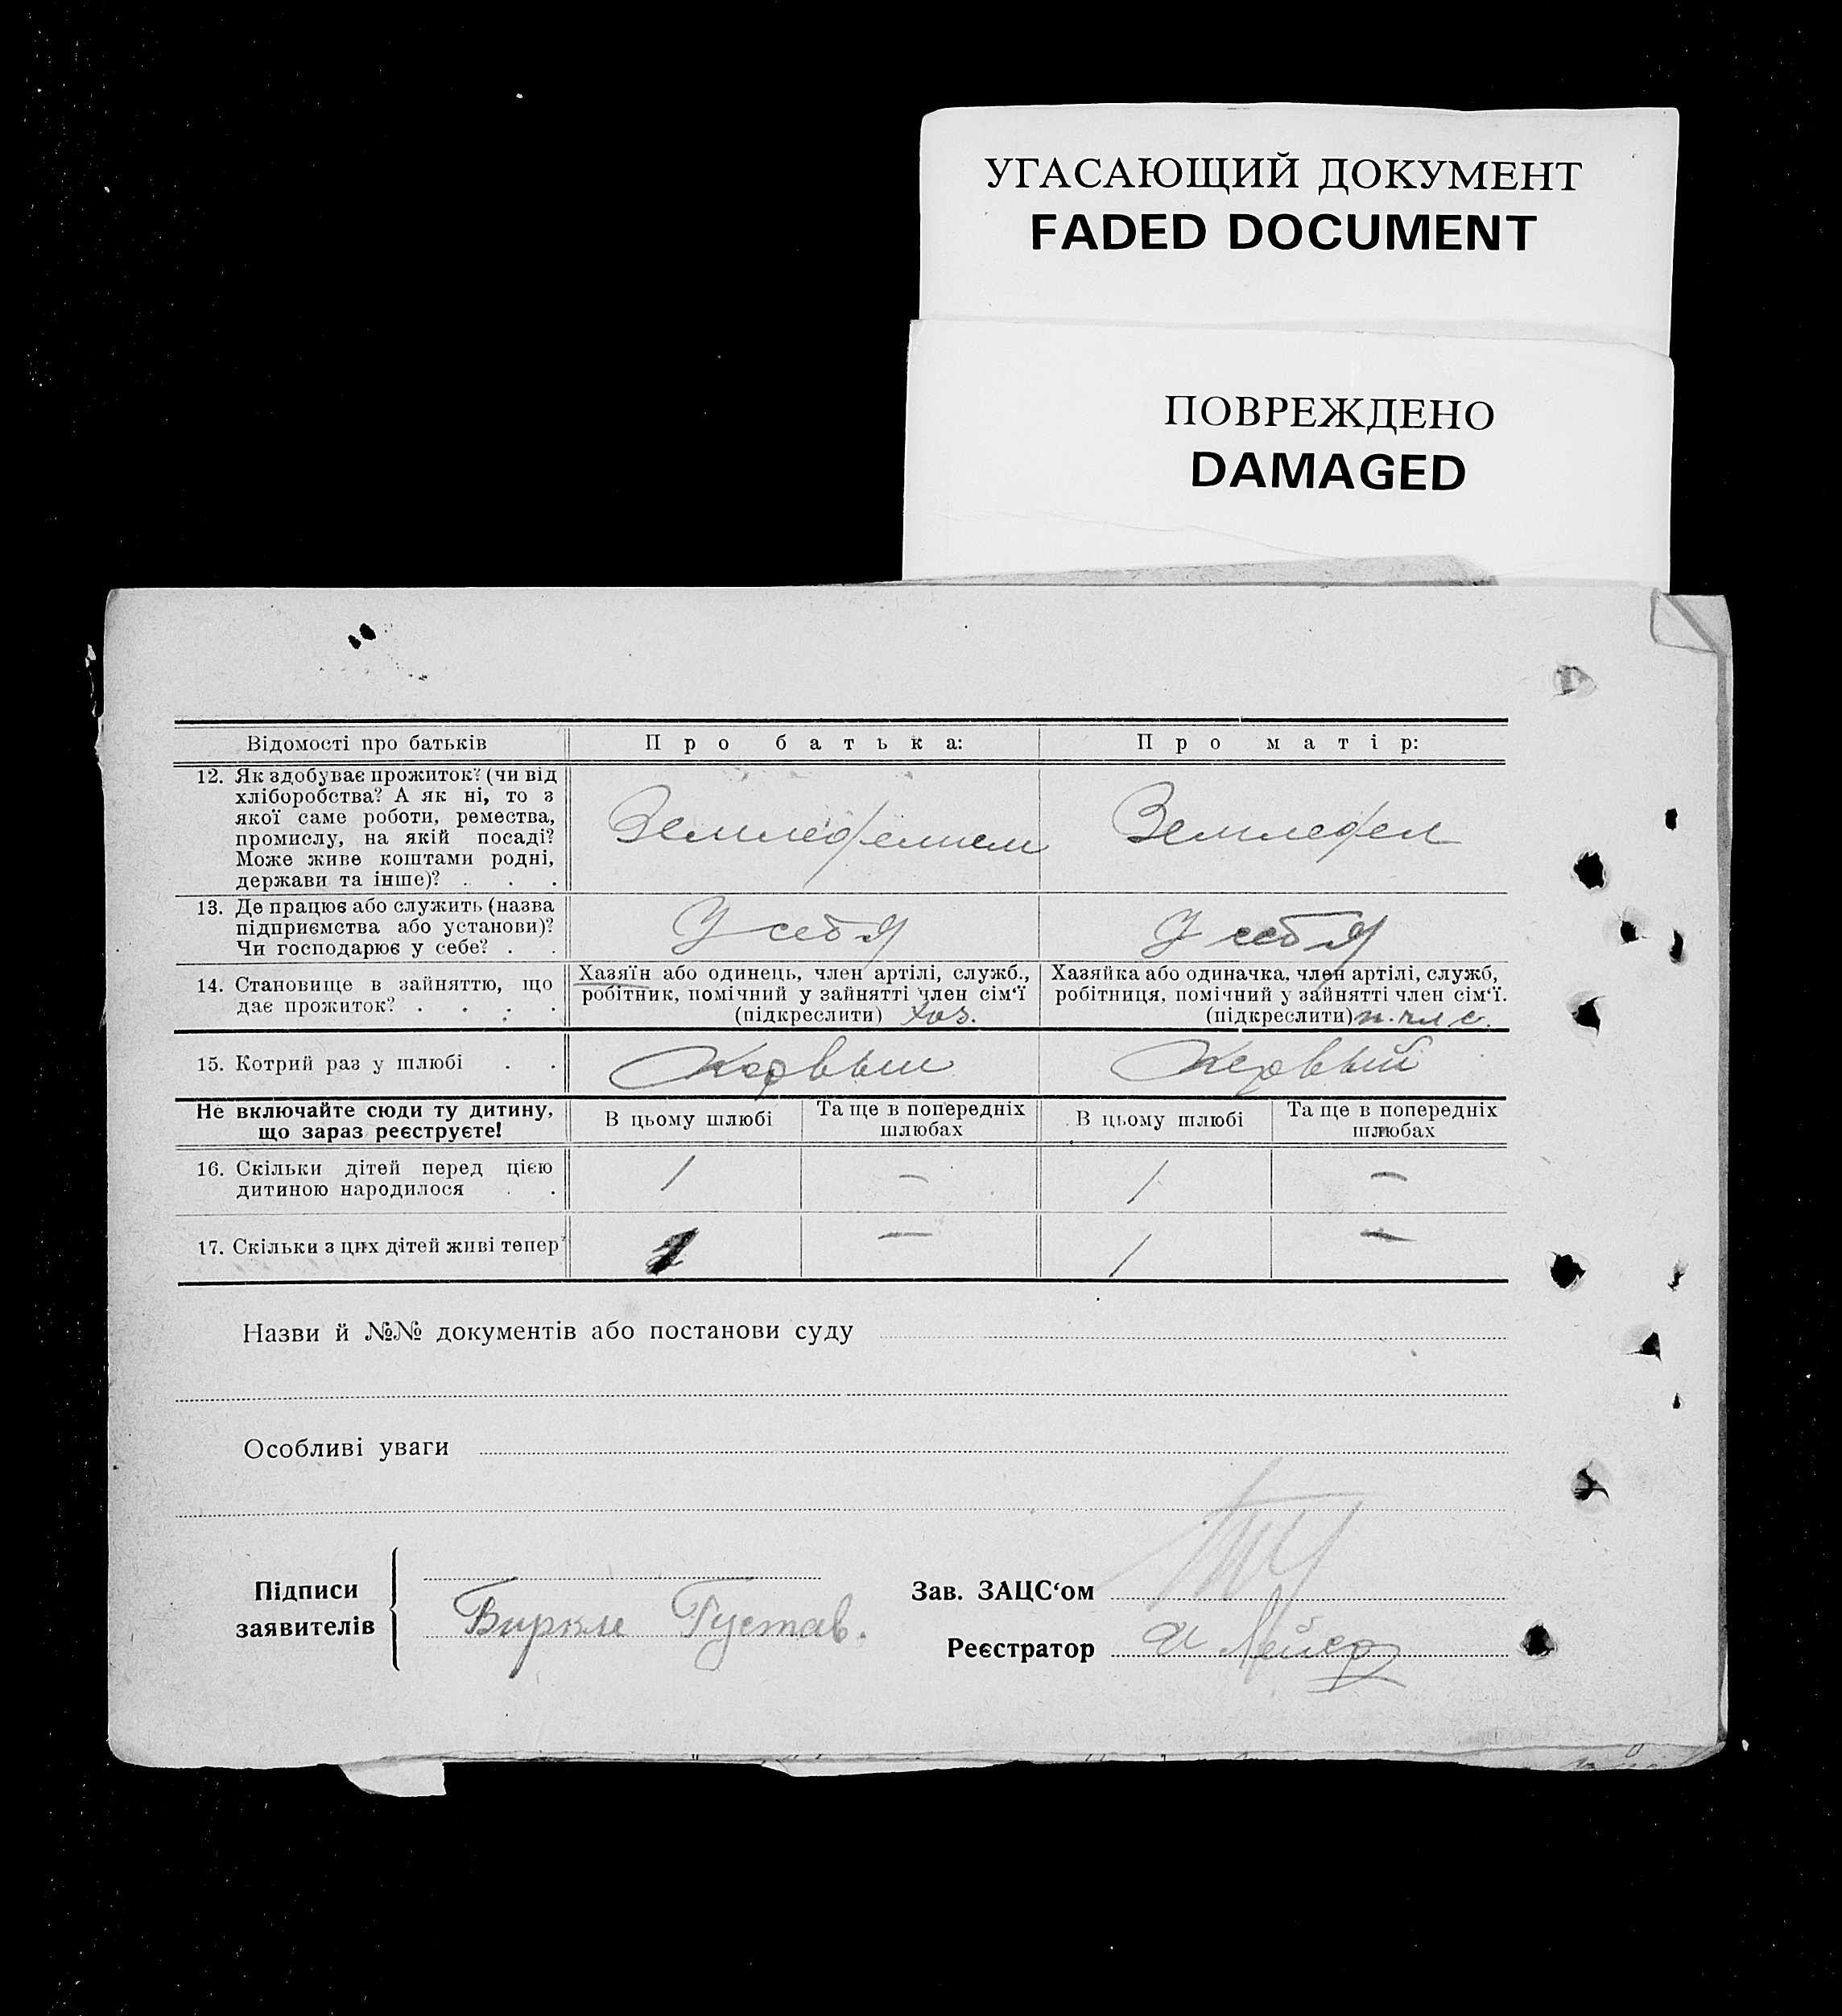 УГАСАЮЩИЙ ДОКУМЕНТ
FADED DOCUMENT
ПОВРЕЖДЕНО
DAMAGED
Відомості про батьків
Про батька:
Про матір:
12. Як здобуває прожиток? (чи від
хліборобства? А як ні, то з
якої саме роботи, ремества,
промислу, на якій посаді?
Може живе коштами родні,
держави та інше)? . . .
Земледелием
Земледел
13. Де працює або служить (назва
підприємства або установи)?
Чи господарює у себе? . .
У себя
У себя
14. Становище в зайняттю, що
дає прожиток? . . . .
Хазяїн або одинець, член артілі, служб.,
робітник, помічний у зайнятті член сім‘ї
(підкреслити) хоз.
Хазяйка або одиначка, член артілі, служб,
робітниця, помічний у зайнятті член сім‘ї.
(підкреслити) п. чл. с.
15. Котрий раз у шлюбі . .
Первый
Первый
Не включайте сюди ту дитину,
що зараз реєструєте!
В цьому шлюбі
Та ще в попередніх
шлюбах
В цьому шлюбі
Та ще в попередніх
шлюбах
16. Скільки дітей перед цією
дитиною народилося . .
1
—
1
—
17. Скільки з цих дітей живі тепер?
1
—
1
—
Назви й №№ документів або постанови суду
Особливі уваги
Підписи
заявителів
Биркле Густав.
Зав. ЗАЦС‘ом
Реєстратор
Мейер